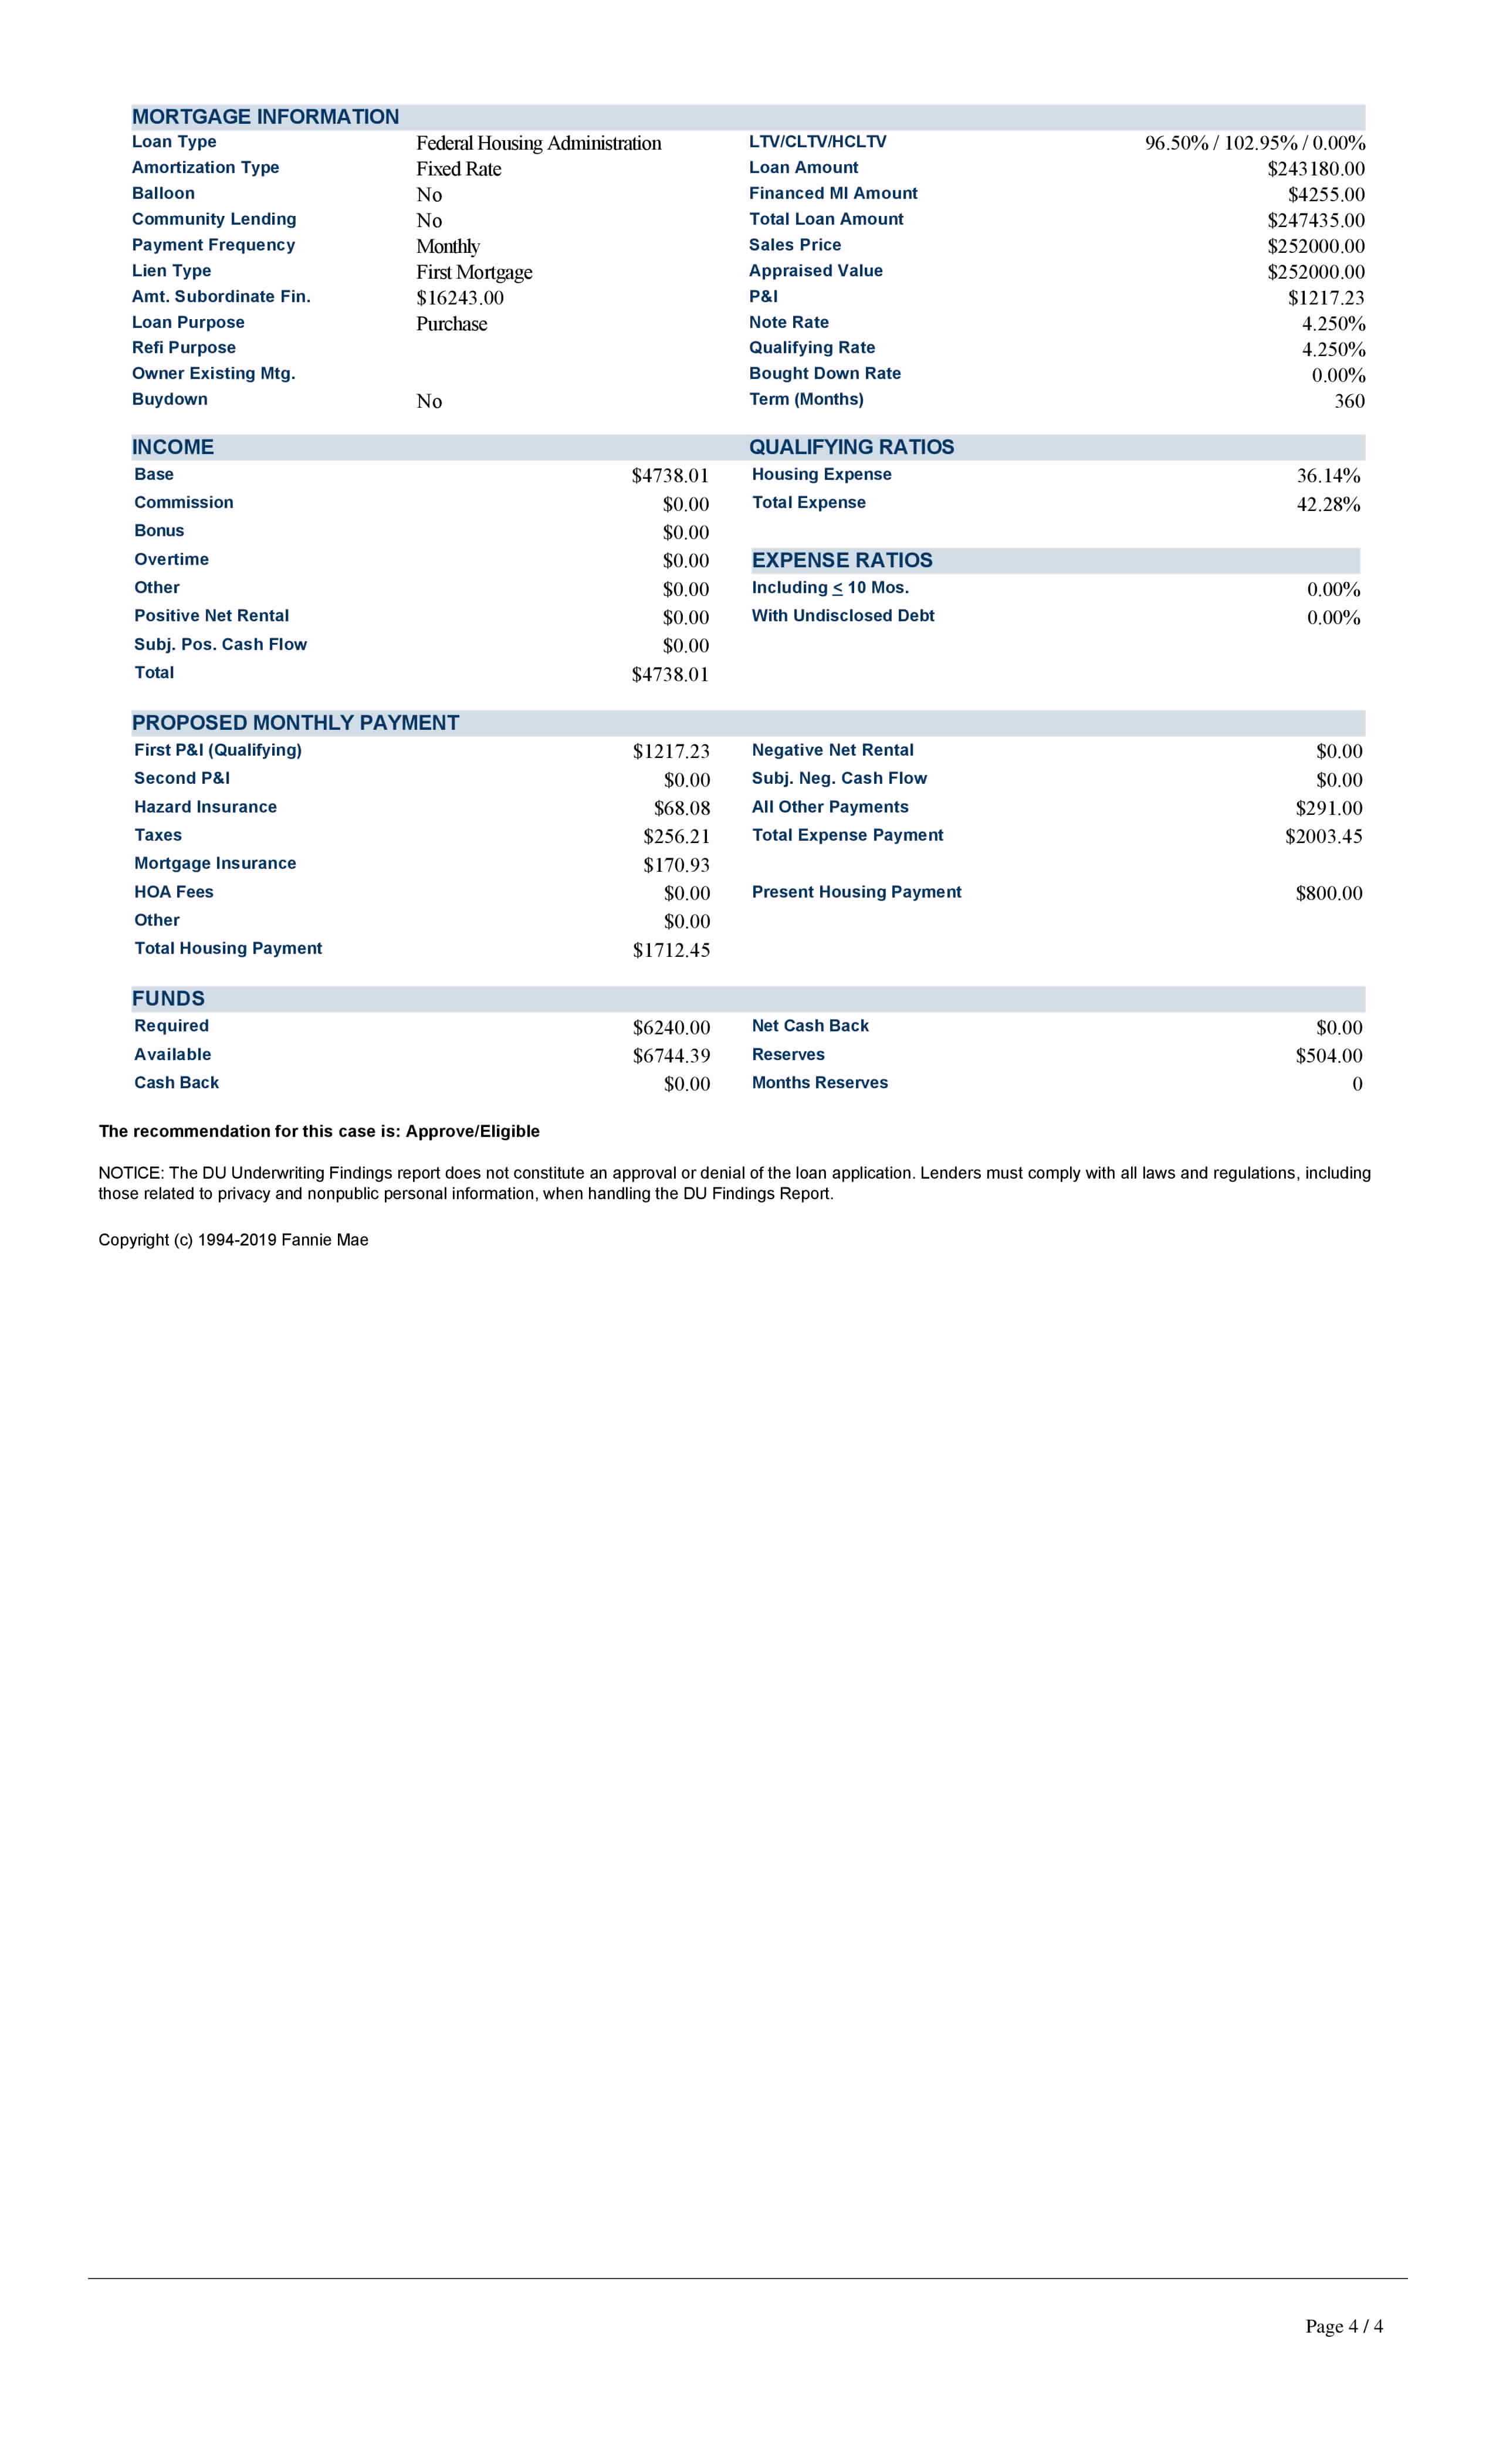 MORTGAGE INFORMATION
Loan Type Federal Housing Administration LTV/CLTV/HCLTV 96.50% / 102.95% / 0.00%
Amortization Type Fixed Rate Loan Amount $243180.00
Balloon No Financed MI Amount $4255.00
Community Lending No Total Loan Amount $247435.00
Payment Frequency Monthly Sales Price $252000.00
Lien Type First Mortgage Appraised Value $252000.00
Amt. Subordinate Fin. $16243.00 P&I $1217.23
Loan Purpose Purchase Note Rate 4.250%
Refi Purpose Qualifying Rate 4.250%
Owner Existing Mtg. Bought Down Rate 0.00%
Buydown No Term (Months) 360
INCOME QUALIFYING RATIOS
Base $4738.01 Housing Expense 36.14%
Commission $0.00 Total Expense 42.28%
Bonus $0.00
Overtime $0.00 EXPENSE RATIOS
Other $0.00 Including ≤ 10 Mos. 0.00%
Positive Net Rental $0.00 With Undisclosed Debt 0.00%
Subj. Pos. Cash Flow $0.00
Total $4738.01
PROPOSED MONTHLY PAYMENT
First P&I (Qualifying) $1217.23 Negative Net Rental $0.00
Second P&I $0.00 Subj. Neg. Cash Flow $0.00
Hazard Insurance $68.08 All Other Payments $291.00
Taxes $256.21 Total Expense Payment $2003.45
Mortgage Insurance $170.93
HOA Fees $0.00 Present Housing Payment $800.00
Other $0.00
Total Housing Payment $1712.45
FUNDS
Required $6240.00 Net Cash Back $0.00
Available $6744.39 Reserves $504.00
Cash Back $0.00 Months Reserves 0
The recommendation for this case is: Approve/Eligible
NOTICE: The DU Underwriting Findings report does not constitute an approval or denial of the loan application. Lenders must comply with all laws and regulations, including
those related to privacy and nonpublic personal information, when handling the DU Findings Report.
Copyright (c) 1994-2019 Fannie Mae
Page 4 / 4